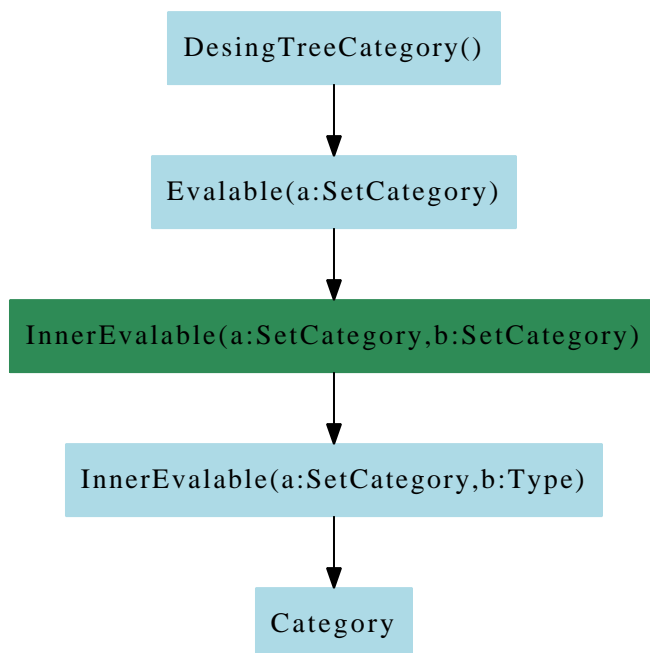 DesingTreeCategory()
Evalable(a:SetCategory)
InnerEvalable(a:SetCategory,b:SetCategory)
InnerEvalable(a:SetCategory,b:Type)
Category